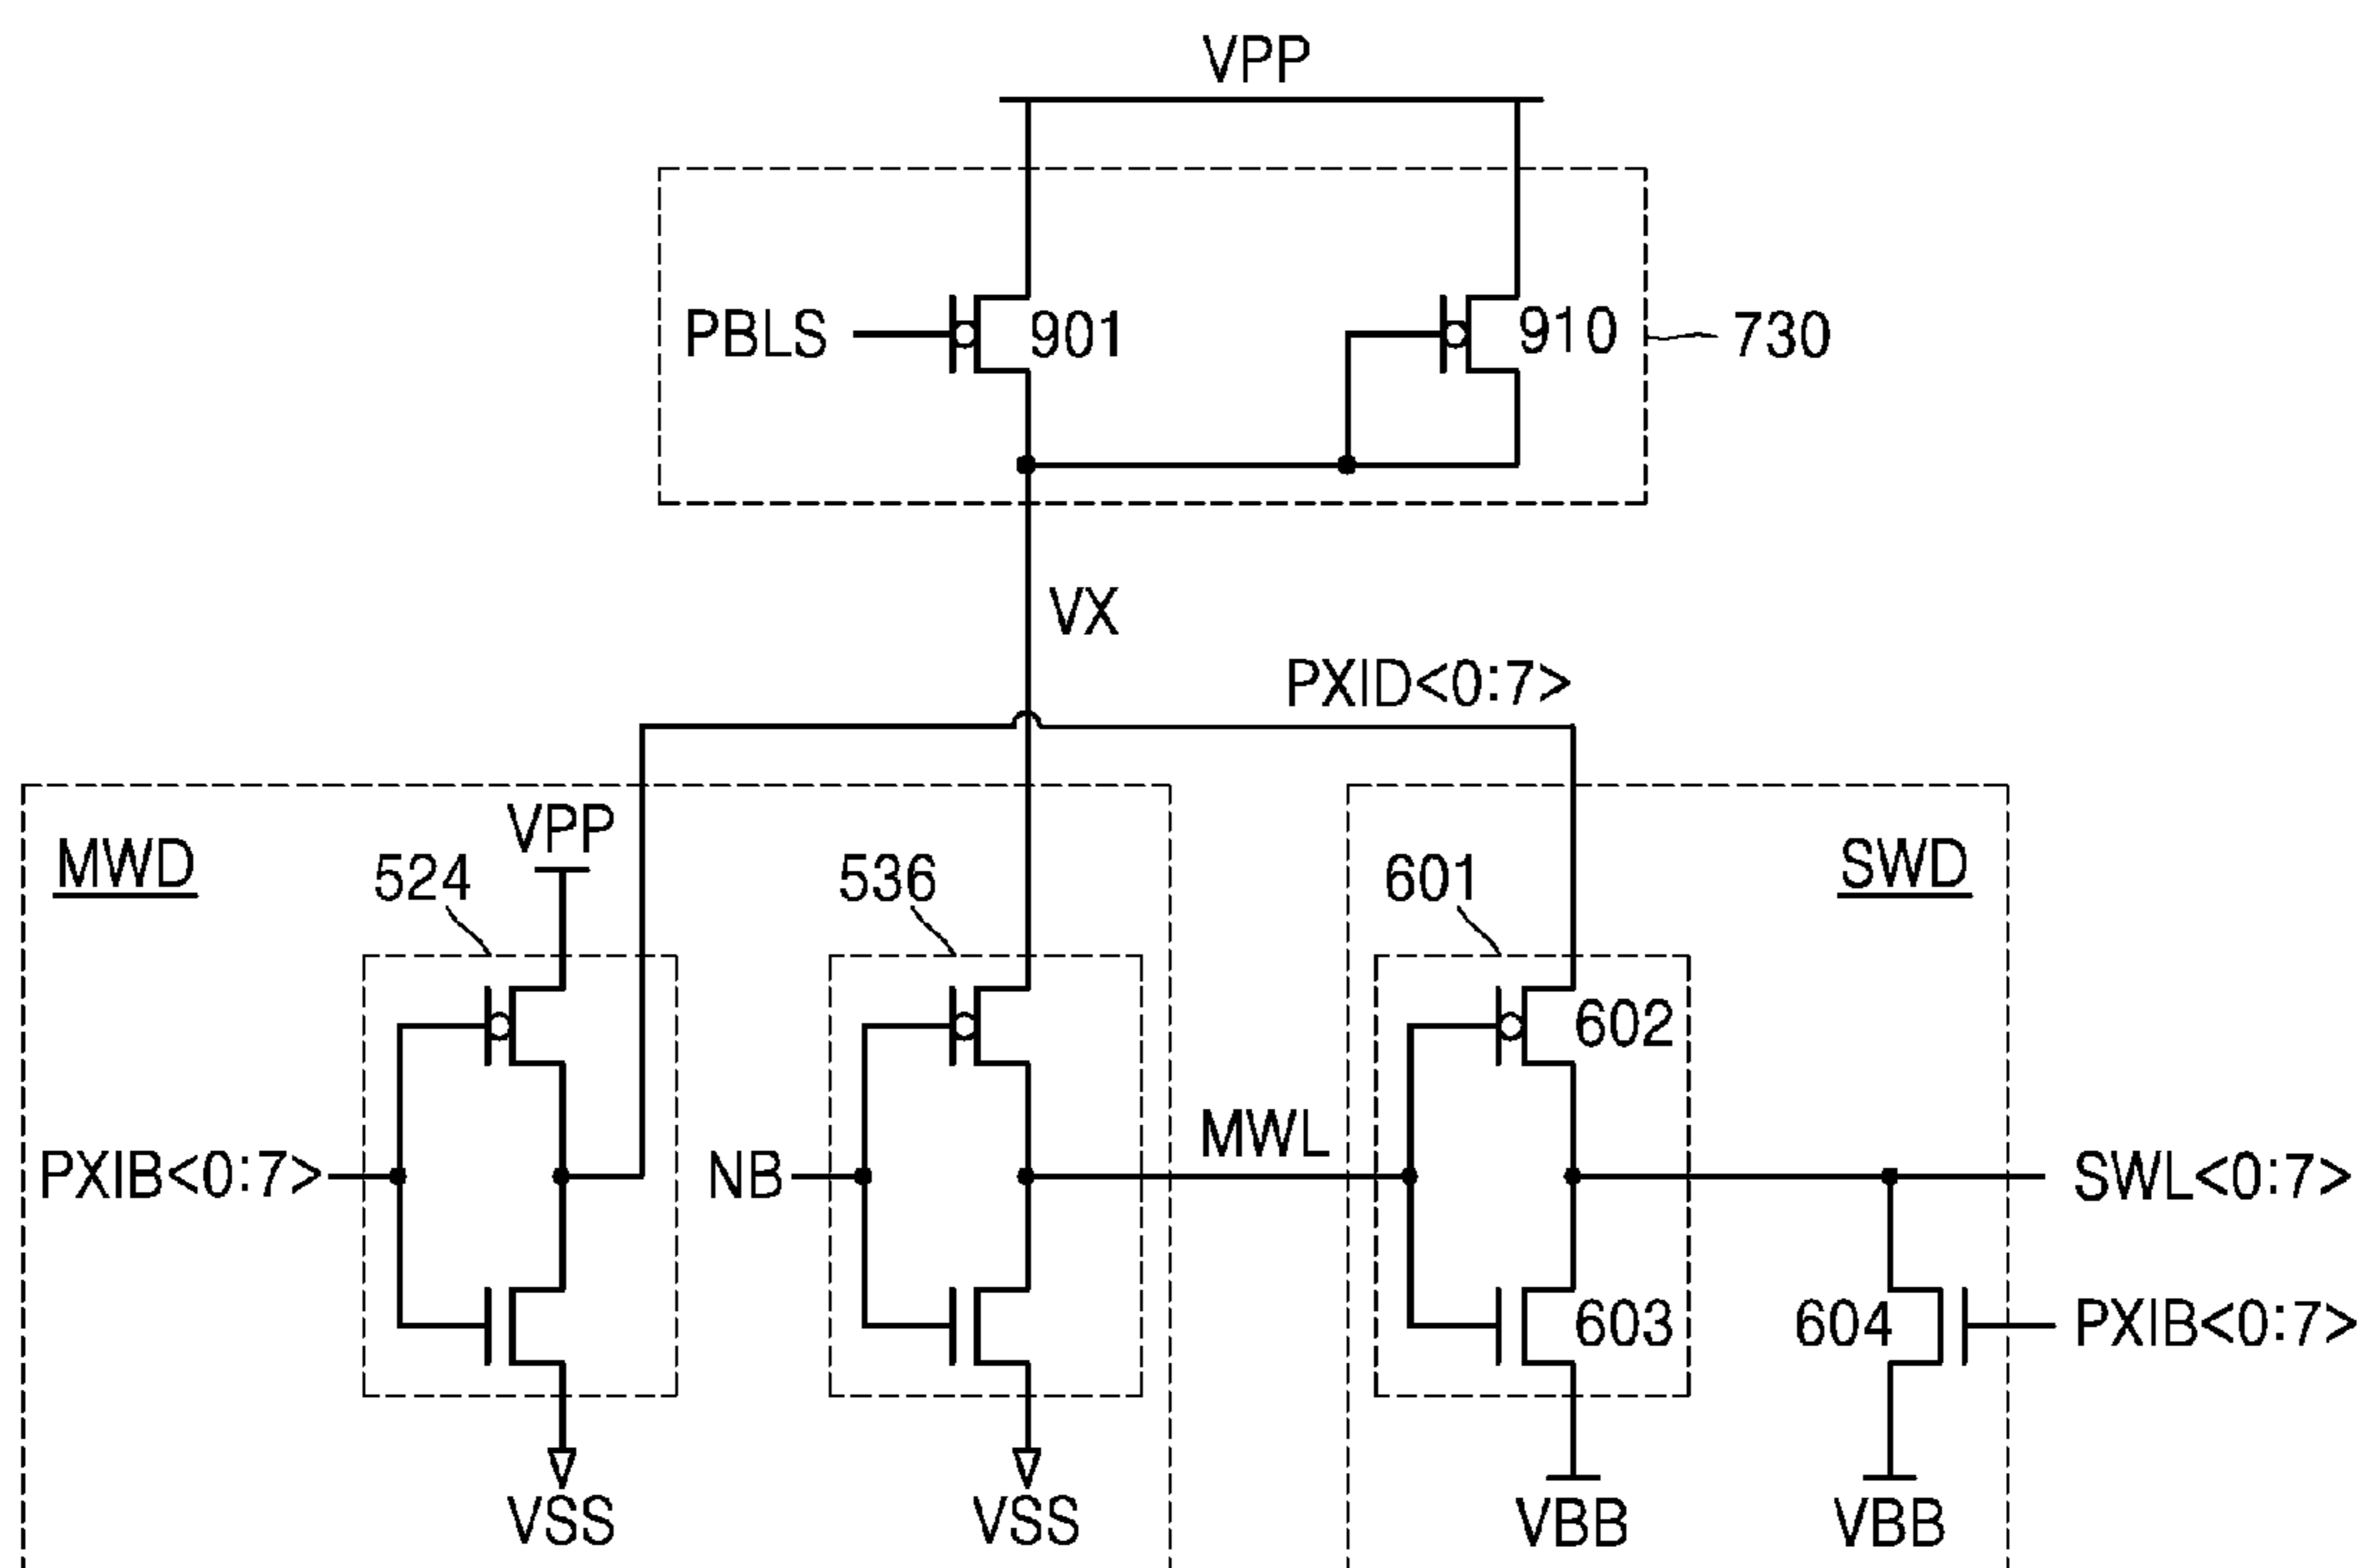 VPP
PBLS
901
910
730
VX
PXID<0:7>
MWD
VPP
524
536
601
SWD
602
PXIB<0:7>
NB
MWL
SWL<0:7>
603
604
PXIB<0:7>
VSS
VSS
VBB
VBB